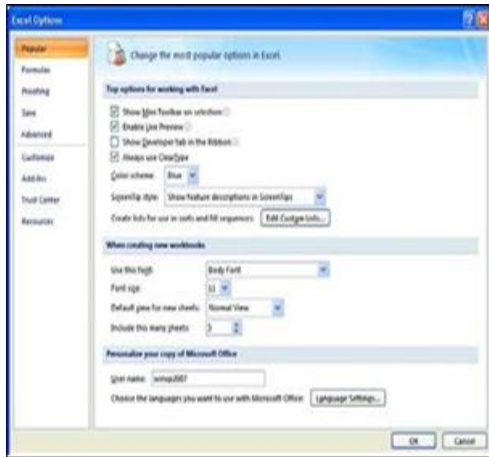 Excel Options
Popular
Formulas
Proofing
Save
Advanced
Customize
Add-Ins
Trust Center
Resources
Change the most popular options in Excel.
Top options for working with Excel
Show Mini Toolbar on selection
Enable Live Preview
Show Developer tab in the Ribbon
Always use ClearType
Color scheme: Blue
ScreenTip style: Show feature descriptions in ScreenTips
Create lists for use in sorts and fill sequences: Edit Custom Lists...
When creating new workbooks
Use this font: Body Font
Font size: 11
Default view for new sheets: Normal View
Include this many sheets: 3
Personalize your copy of Microsoft Office
User name:
Choose the languages you want to use with Microsoft Office: Language Settings...
OK Cancel